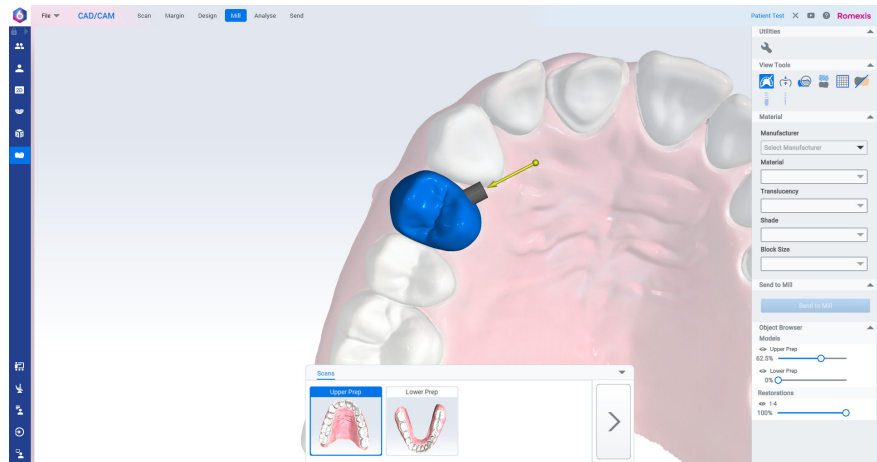 File
CAD/CAM
Scan
Margin
Design
Mill
Analyse
Send
Patient Test
Romexis
2D
Utilities
View Tools
Material
Manufacturer
Select Manufacturer
Material
Translucency
Shade
Block Size
Send to Mill
Send to Mill
Object Browser
Models
Upper Prep
62.5%
Lower Prep
0%
Restorations
1:4
100%
Scans
Upper Prep
Lower Prep